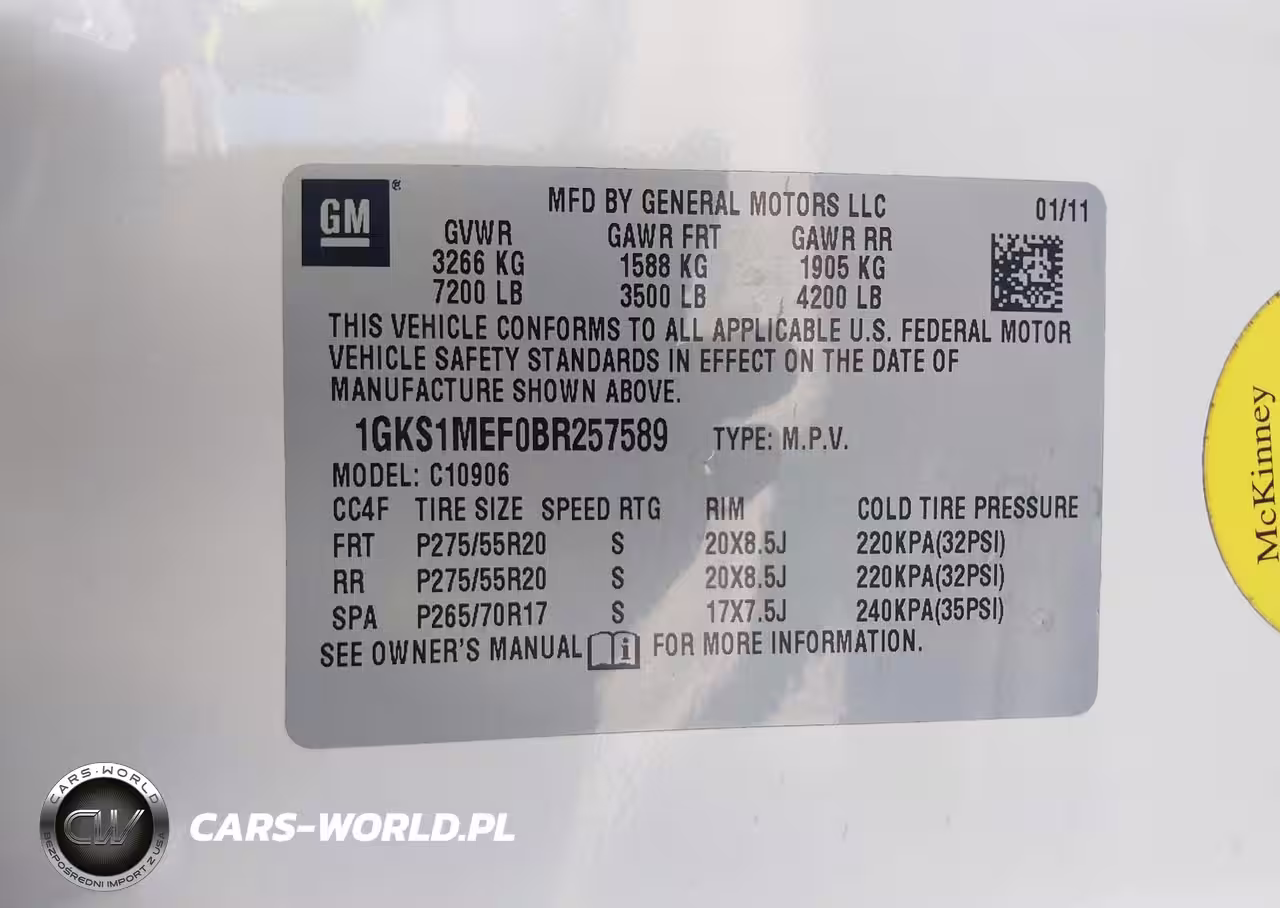 GM ®
MFD BY GENERAL MOTORS LLC 01/11
GVWR GAWR FRT GAWR RR
3266 KG 1588 KG 1905 KG
7200 LB 3500 LB 4200 LB
THIS VEHICLE CONFORMS TO ALL APPLICABLE U.S. FEDERAL MOTOR
VEHICLE SAFETY STANDARDS IN EFFECT ON THE DATE OF
MANUFACTURE SHOWN ABOVE.
1GKS1MEF0BR257589 TYPE: M.P.V.
MODEL: C10906
CC4F TIRE SIZE SPEED RTG RIM COLD TIRE PRESSURE
FRT P275/55R20 S 20X8.5J 220KPA(32PSI)
RR P275/55R20 S 20X8.5J 220KPA(32PSI)
SPA P265/70R17 S 17X7.5J 240KPA(35PSI)
SEE OWNER'S MANUAL i FOR MORE INFORMATION.
McKinney
CARS-WORLD
CW
BEZPOŚREDNI IMPORT Z USA
CARS-WORLD.PL